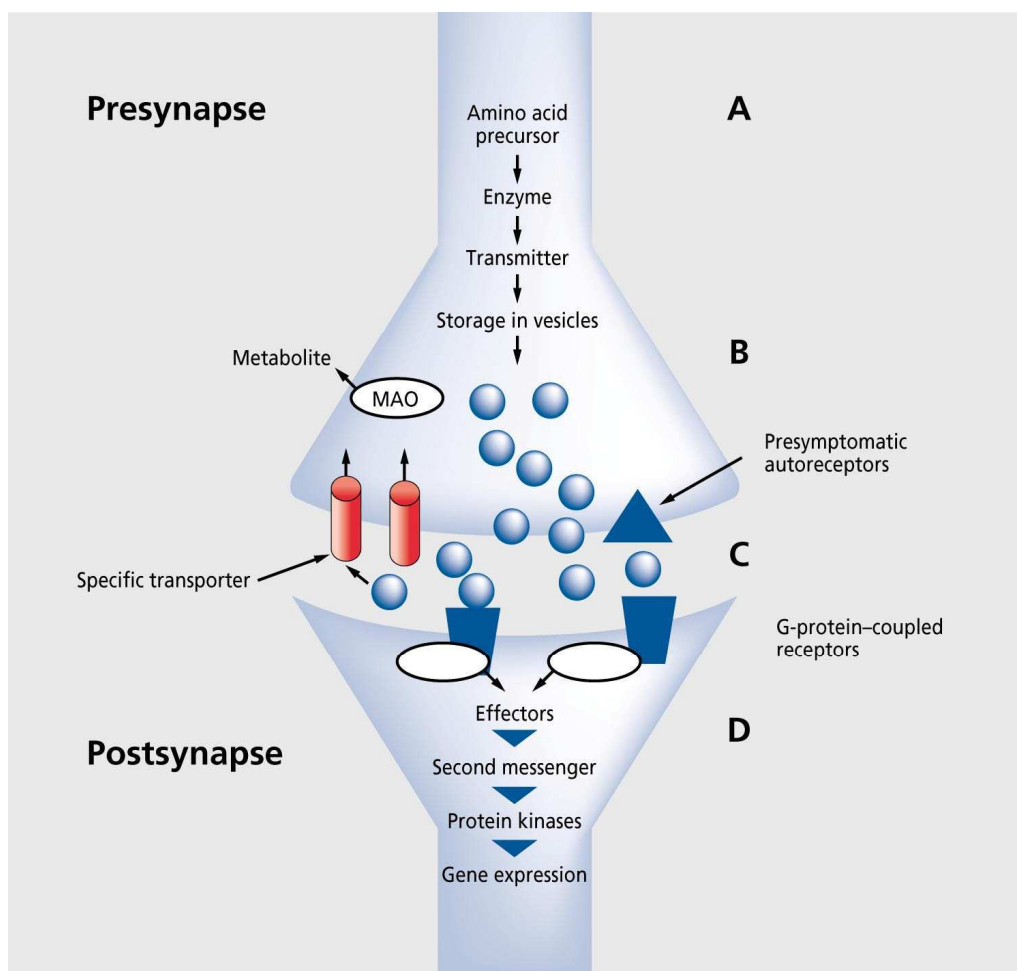 Presynapse
A
Amino acid
precursor
Enzyme
Transmitter
Storage in vesicles
B
Metabolite
MAO
Presymptomatic
autoreceptors
C
Specific transporter
G-protein–coupled
receptors
Effectors
D
Postsynapse
Second messenger
Protein kinases
Gene expression